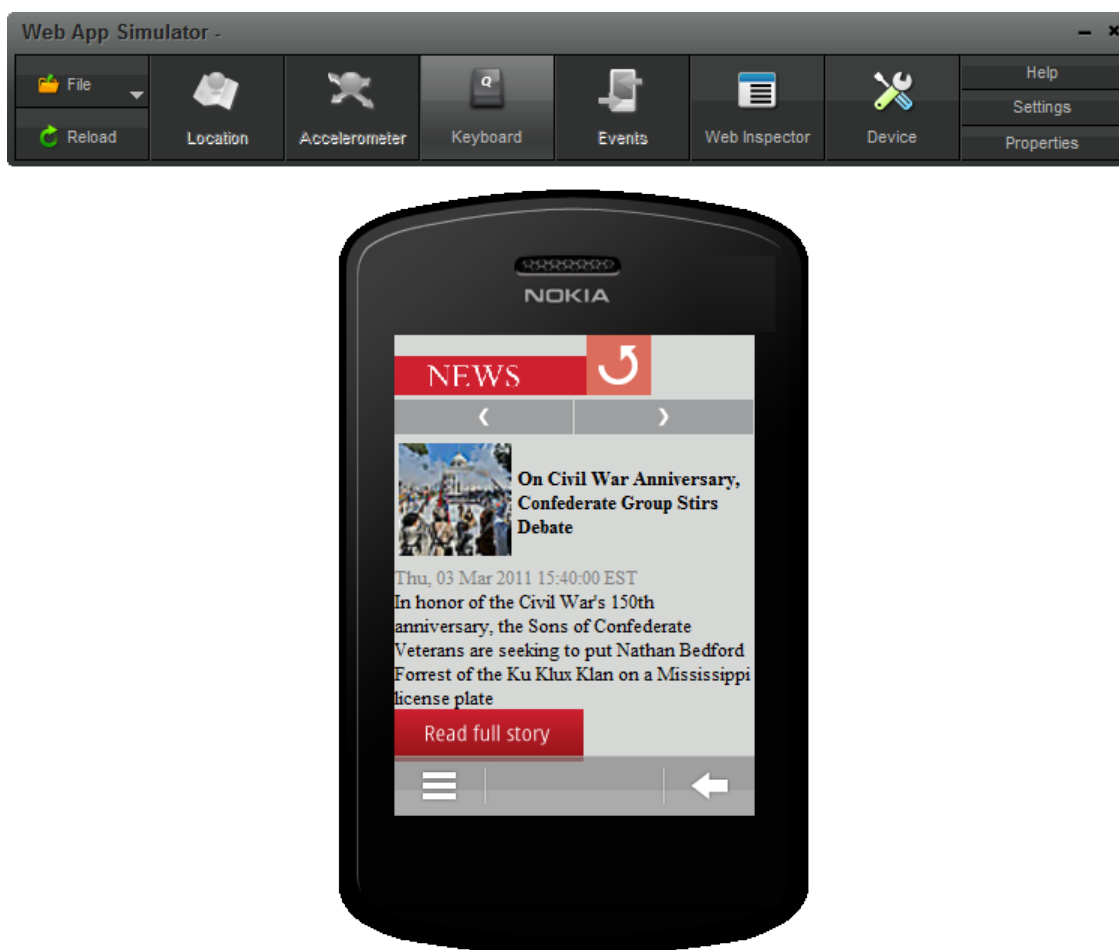 Web App Simulator -
File
Reload
Location
Accelerometer
Q
Keyboard
Events
Web Inspector
Device
Help
Settings
Properties
NOKIA
NEWS
On Civil War Anniversary,
Confederate Group Stirs
Debate
Thu, 03 Mar 2011 15:40:00 EST
In honor of the Civil War's 150th
anniversary, the Sons of Confederate
Veterans are seeking to put Nathan Bedford
Forrest of the Ku Klux Klan on a Mississippi
license plate
Read full story